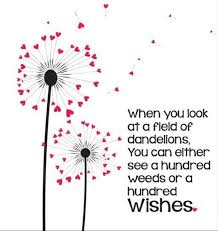 When you look
at a field of
dandelions,
You can either
see a hundred
weeds or a
hundred
Wishes.